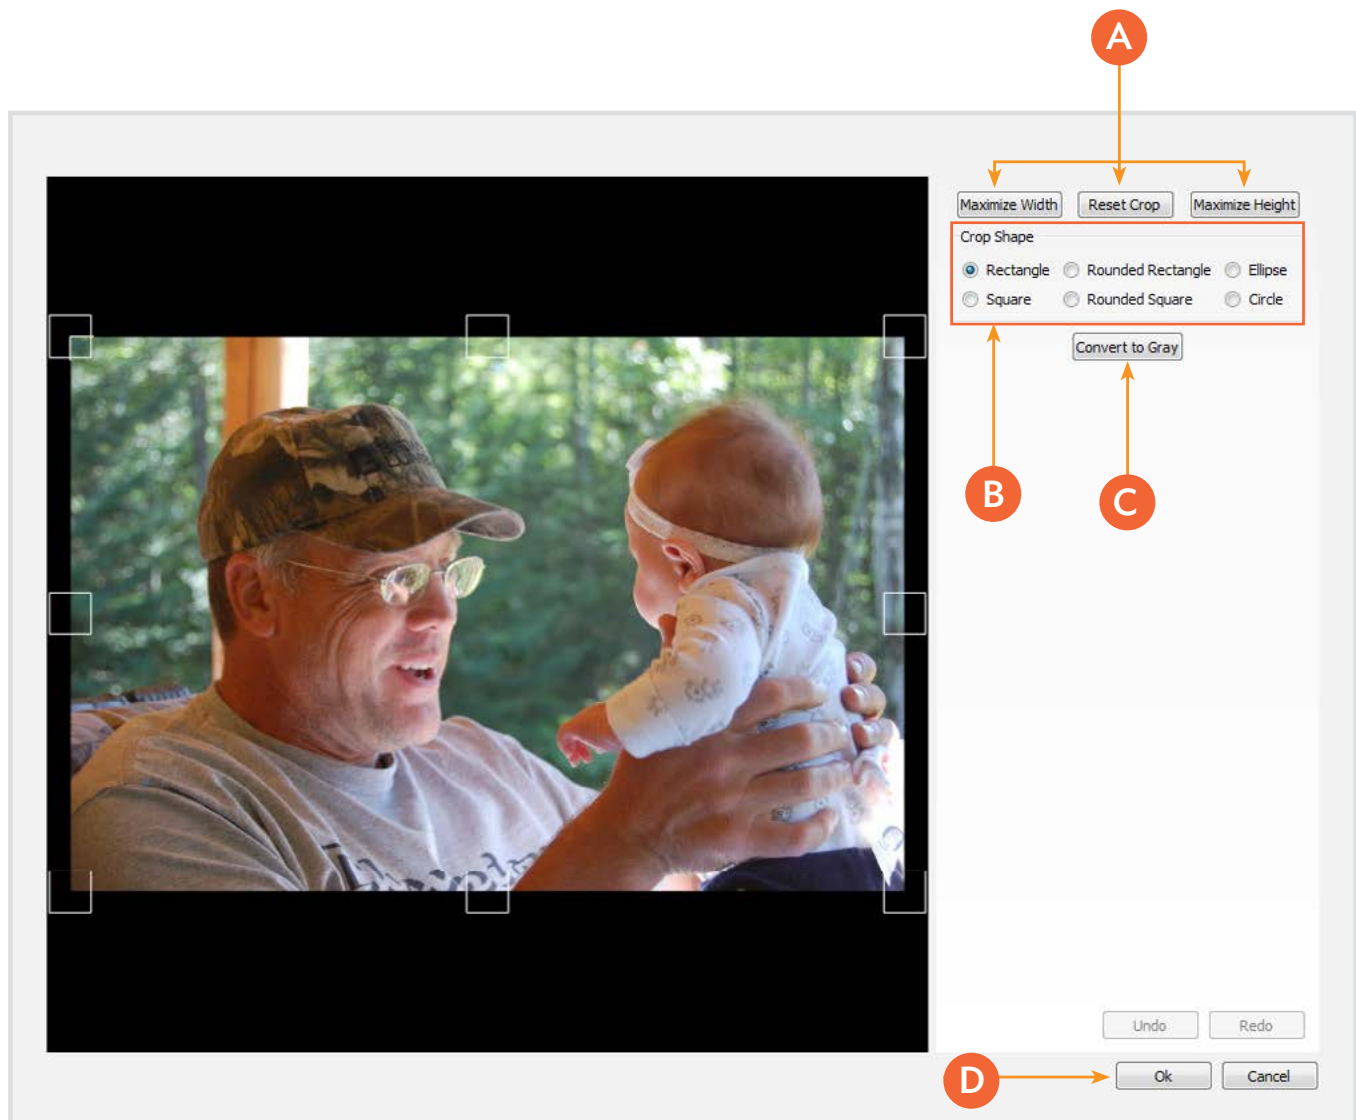 A
Maximize Width Reset Crop Maximize Height
Crop Shape
Rectangle Rounded Rectangle Ellipse
Square Rounded Square Circle
Convert to Gray
B C
Undo Redo
D Ok Cancel